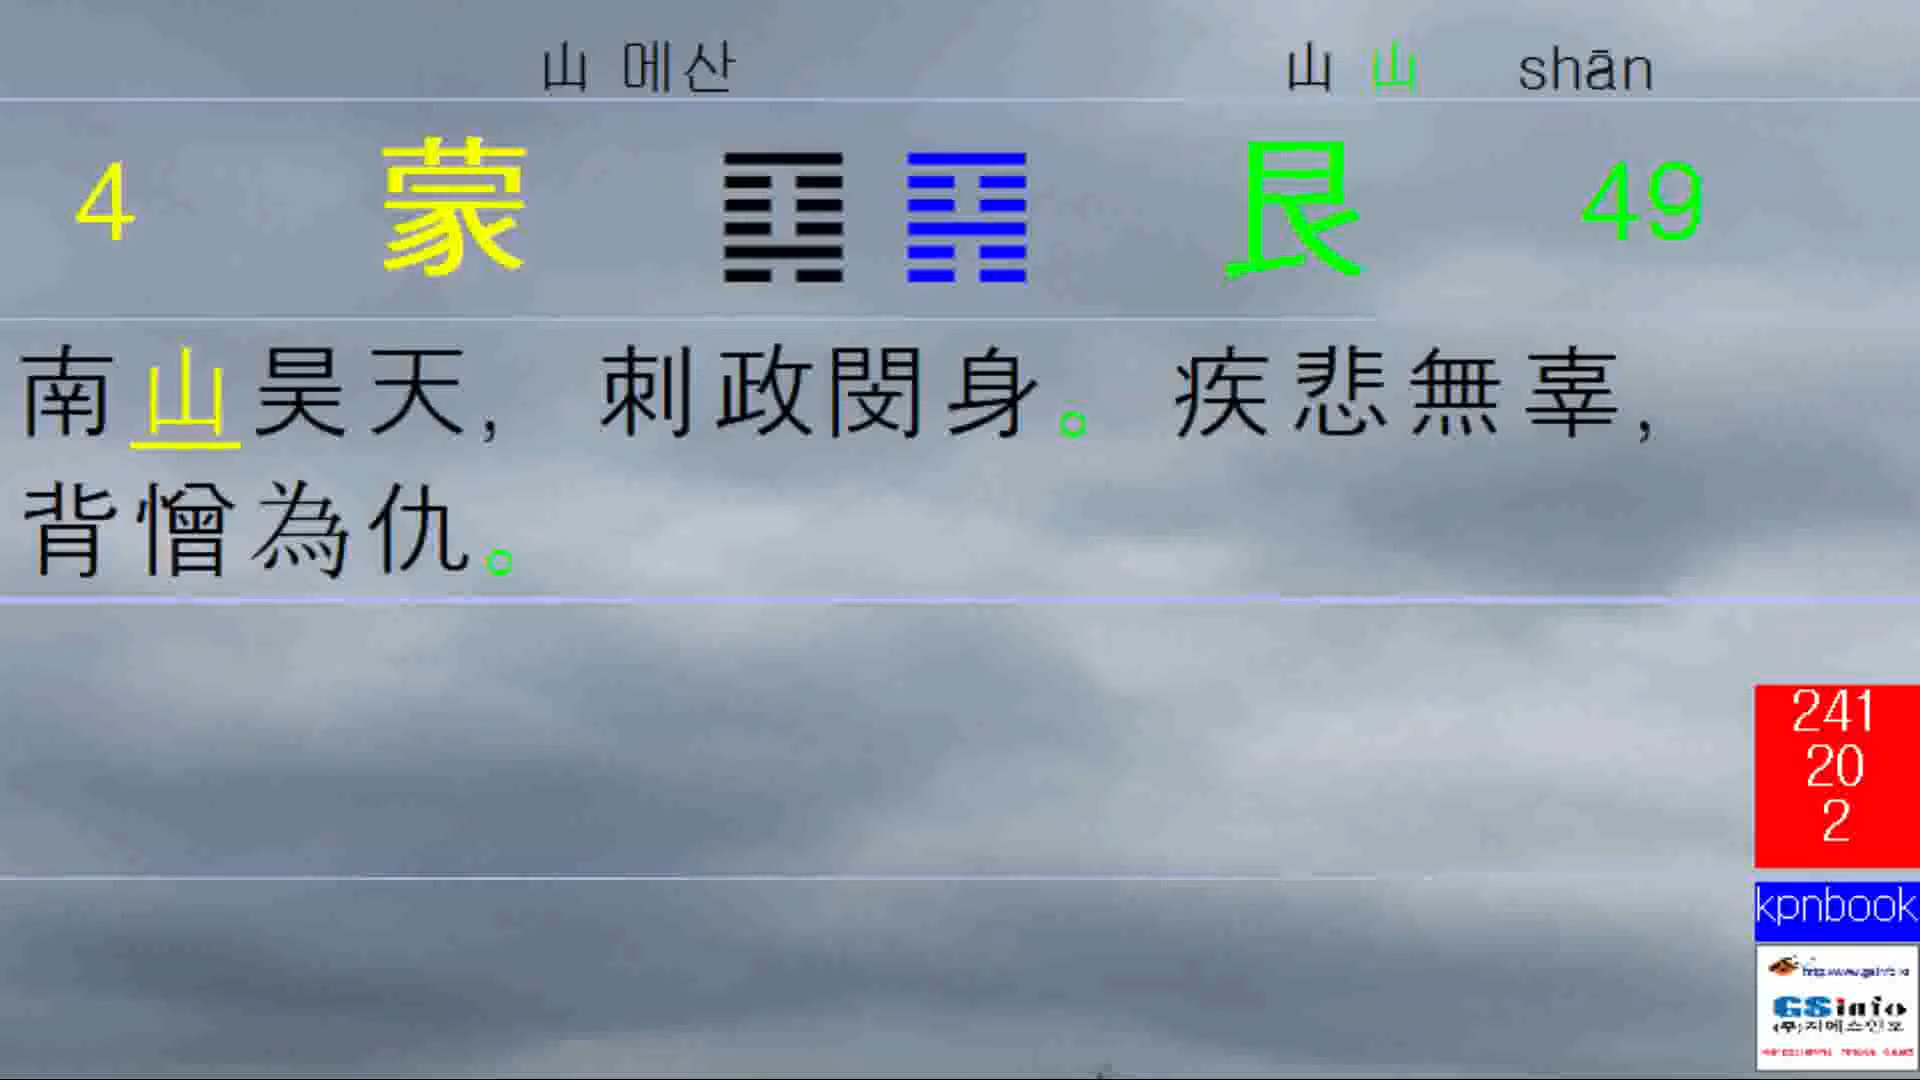 山 메산 山 山 shān
4 蒙 艮 49
南山昊天, 刺政閔身。疾悲無辜,
背憎為仇。
241
20
2
kpnbook
GSinfo
(주)지에스인포